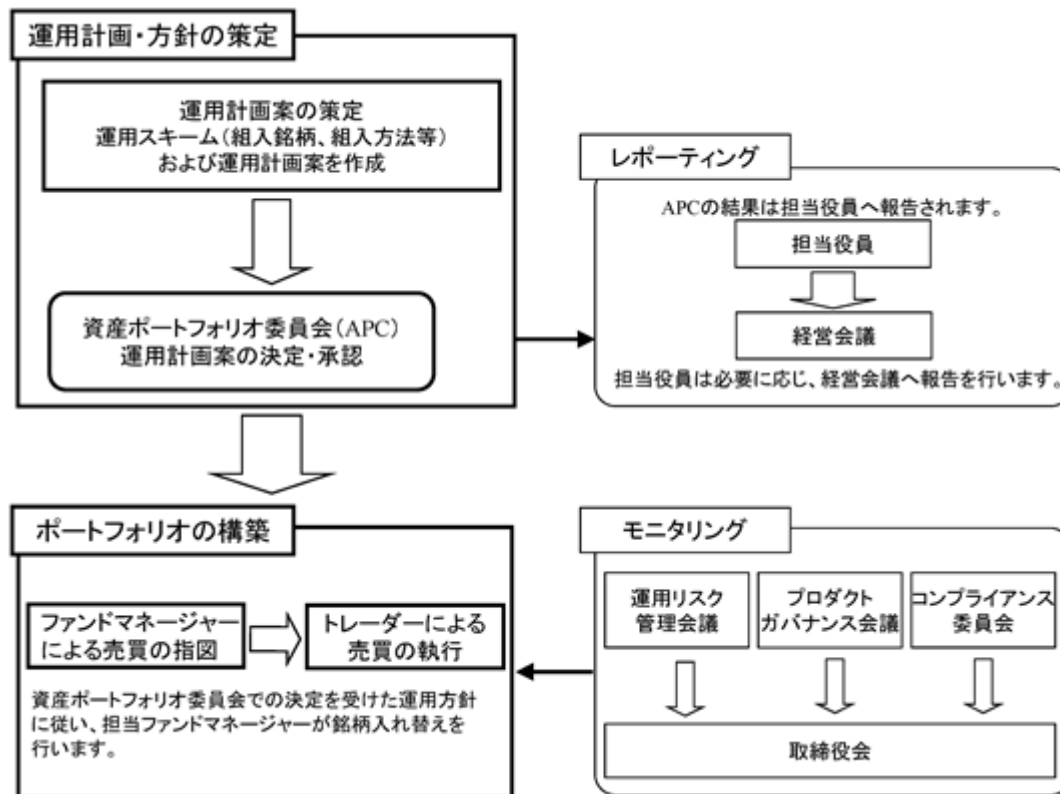 運用計画・方針の策定
運用計画案の策定
運用スキーム(組入銘柄、組入方法等)
および運用計画案を作成
資産ポートフォリオ委員会(APC)
運用計画案の決定・承認
レポーティング
APCの結果は担当役員へ報告されます。
担当役員
経営会議
担当役員は必要に応じ、経営会議へ報告を行います。
ポートフォリオの構築
ファンドマネージャー
による売買の指図
トレーダーによる
売買の執行
資産ポートフォリオ委員会での決定を受けた運用方針
に従い、担当ファンドマネージャーが銘柄入れ替えを
行います。
モニタリング
運用リスク
管理会議
プロダクト
ガバナンス会議
コンプライアンス
委員会
取締役会